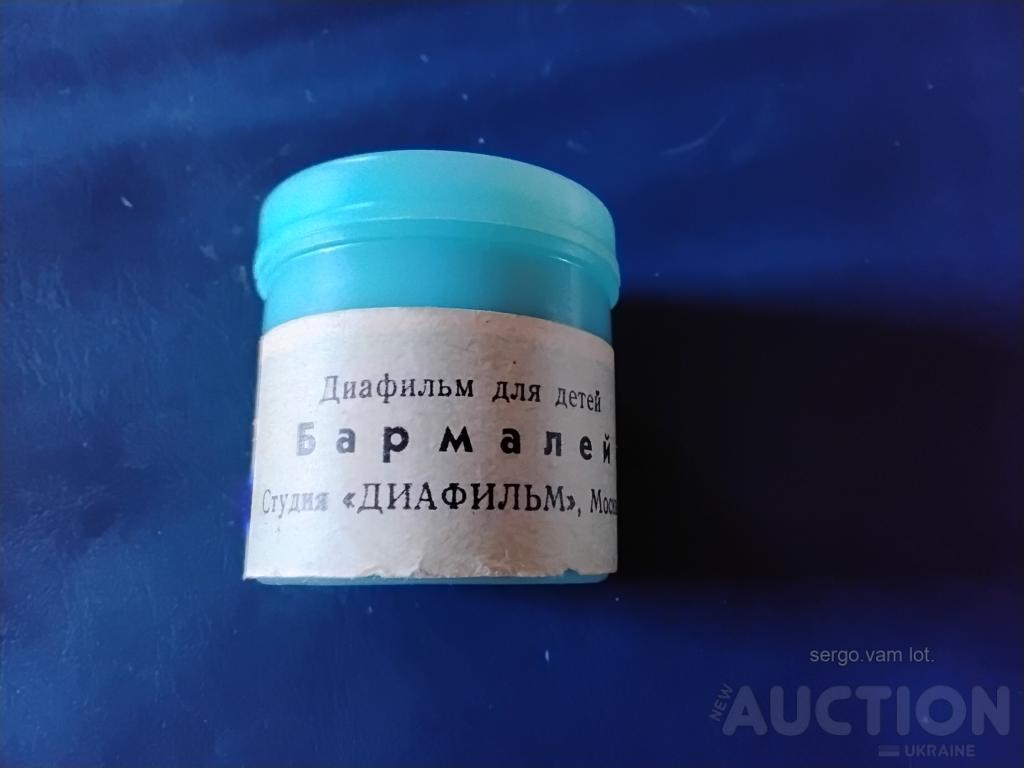 Диафильм для детей
Бармалей
Студия «ДИАФИЛЬМ»,
sergo.vam lot.
NEW AUCTION
UKRAINE